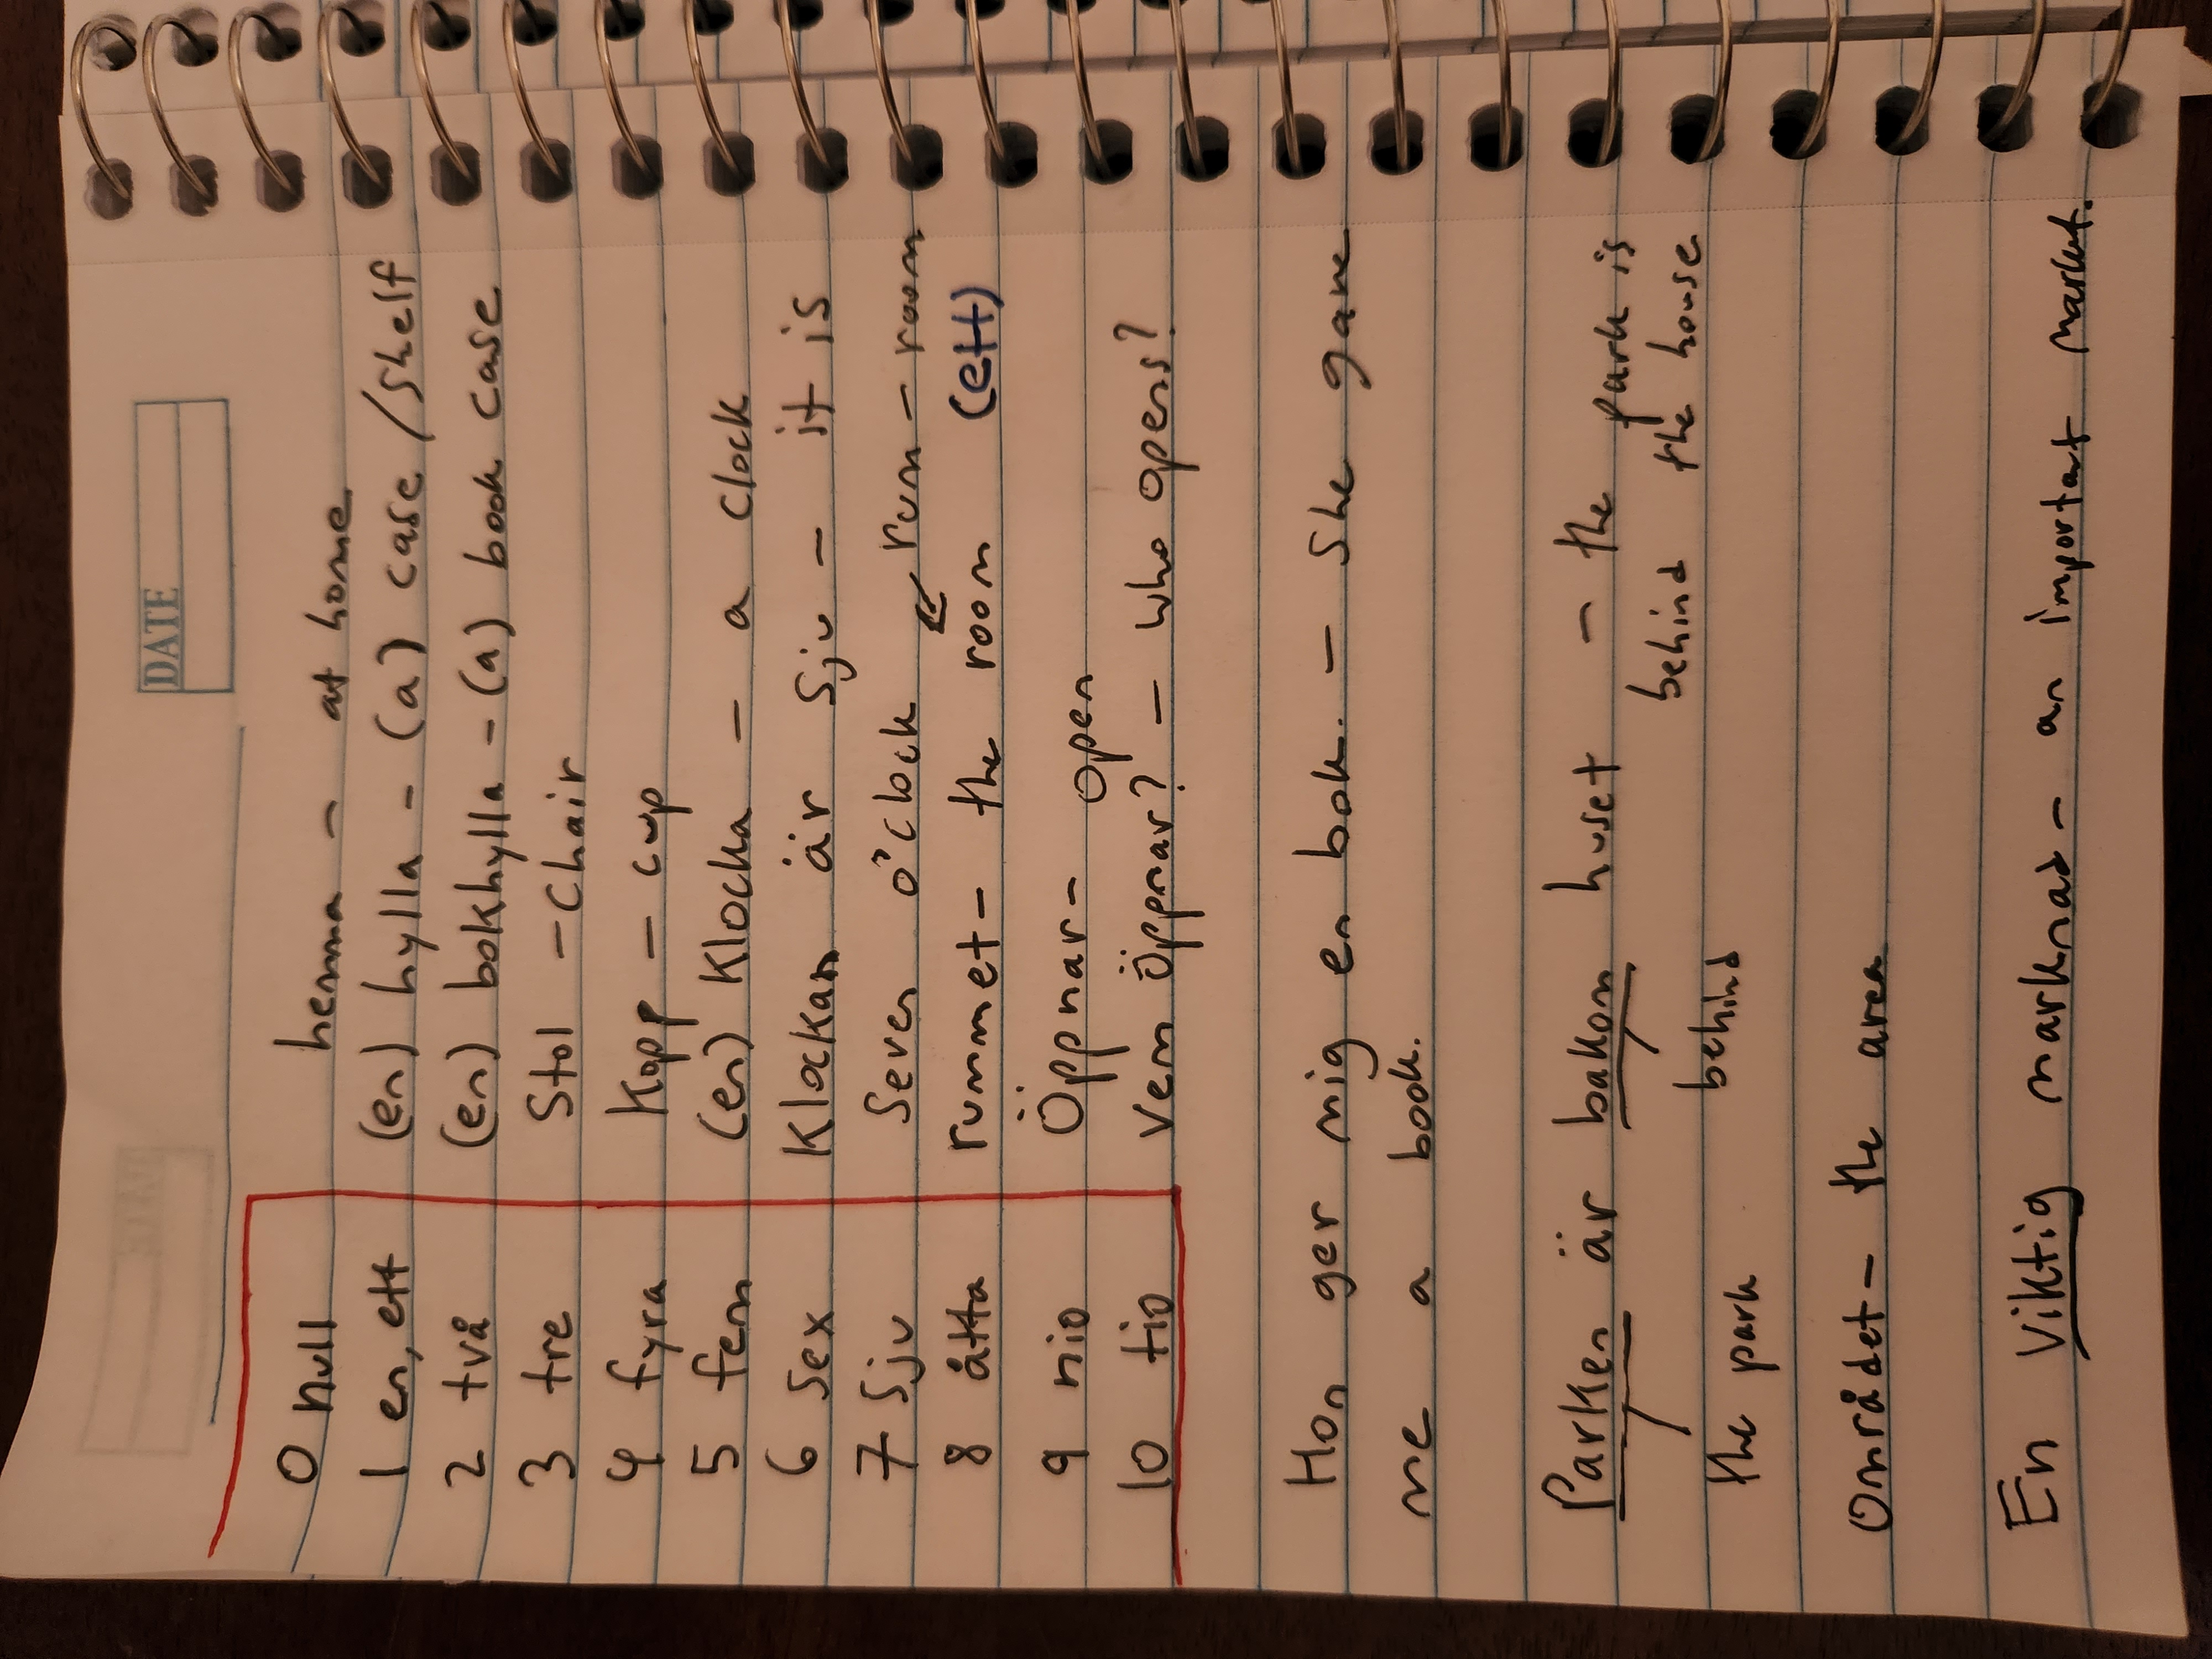 DATE
0 null
1 en, ett
2 två
3 tre
4 fyra
5 fem
6 sex
7 Sju
8 åtta
9 nio
10 tio
hemma - at home
(en) hylla - (a) case /Shelf
(en) bokhylla - (a) book case
Stol - Chair
Kopp - cup
(en) Klocka - a clock
Klockan är sju - it is
Seven o'clock
rum - room
rummet - the room (ett)
Öppnar - open
Vem öppnar? - who opens?
Hon ger mig en bok. - She gave
me a book.
Parken är bakom huset - the park is
behind the house
the park
behind
Området - the area
En viktig marknad - an important market.